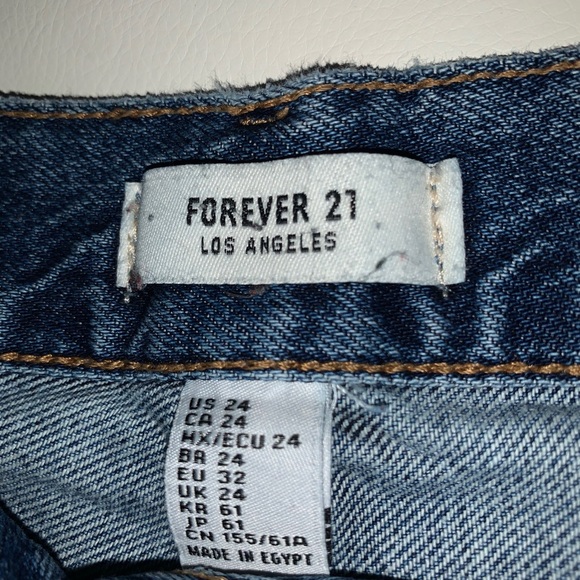 FOREVER 21
LOS ANGELES
US 24
CA 24
MX/ECU 24
BR 24
EU 32
UK 24
KR 61
JP 61
CN 155/61A
MADE IN EGYPT